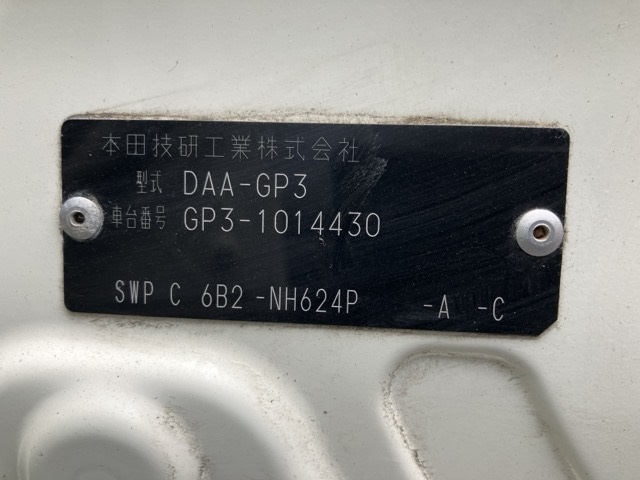 本田技研工業株式会社
型式 DAA-GP3
車台番号 GP3-1014430
SWP C 6B2 -NH624P -A -C